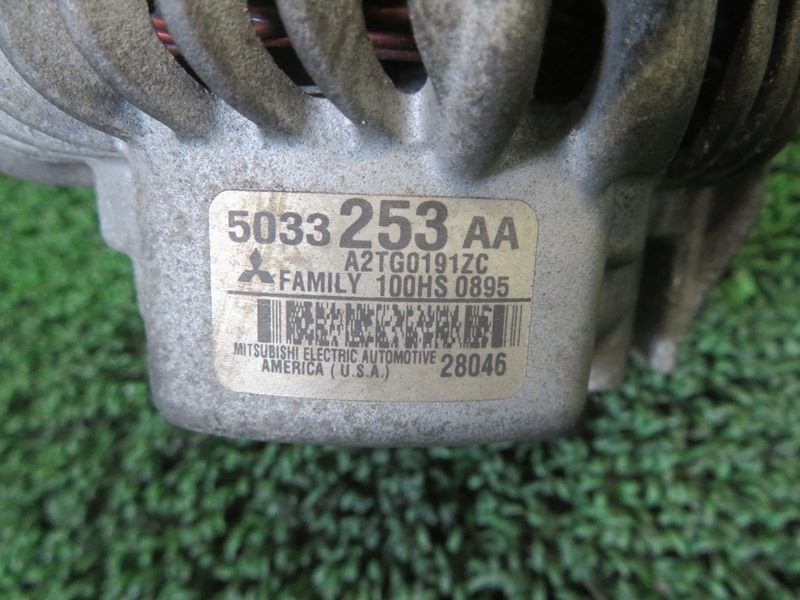 5033 253 AA
A2TG0191ZC
FAMILY 100HS 0895
MITSUBISHI ELECTRIC AUTOMOTIVE
AMERICA (U.S.A.) 28046